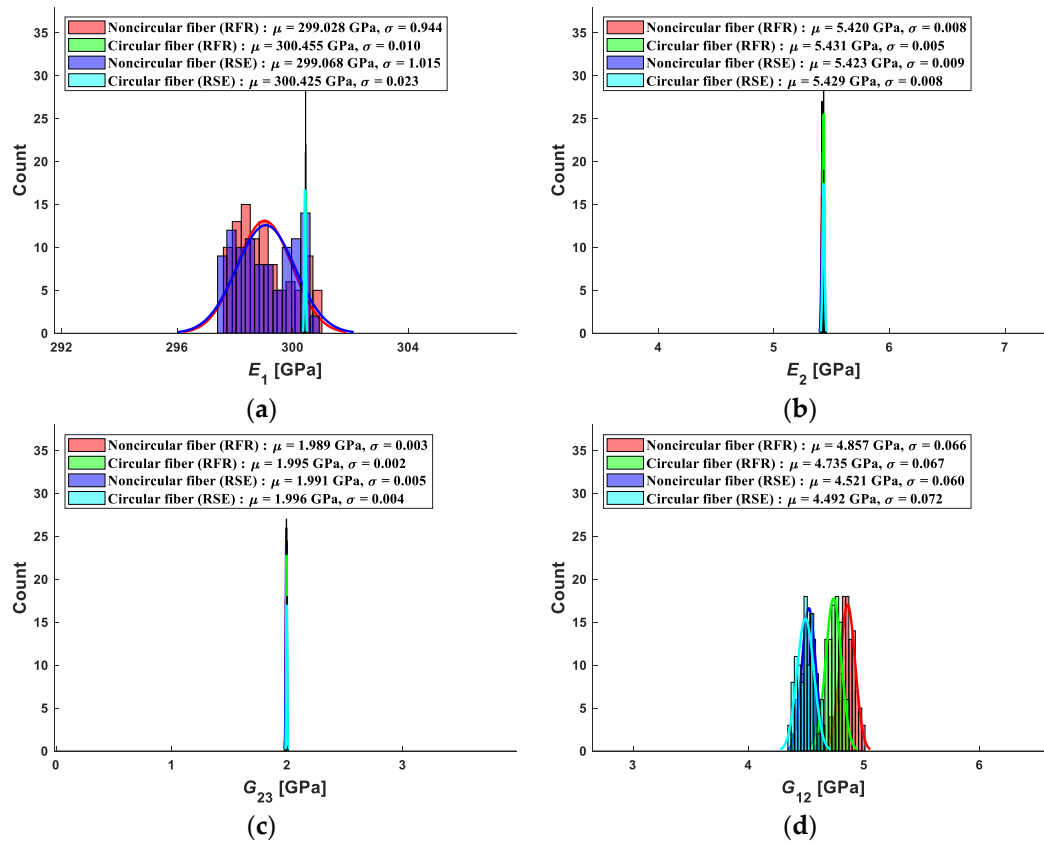 Noncircular fiber (RFR) : μ = 299.028 GPa, σ = 0.944
Circular fiber (RFR) : μ = 300.455 GPa, σ = 0.010
Noncircular fiber (RSE) : μ = 299.068 GPa, σ = 1.015
Circular fiber (RSE) : μ = 300.425 GPa, σ = 0.023
35
30
25
20
15
10
5
0
Count
292
296
300
304
E₁ [GPa]
(a)
Noncircular fiber (RFR) : μ = 5.420 GPa, σ = 0.008
Circular fiber (RFR) : μ = 5.431 GPa, σ = 0.005
Noncircular fiber (RSE) : μ = 5.423 GPa, σ = 0.009
Circular fiber (RSE) : μ = 5.429 GPa, σ = 0.008
35
30
25
20
15
10
5
0
Count
4
5
6
7
E₂ [GPa]
(b)
Noncircular fiber (RFR) : μ = 1.989 GPa, σ = 0.003
Circular fiber (RFR) : μ = 1.995 GPa, σ = 0.002
Noncircular fiber (RSE) : μ = 1.991 GPa, σ = 0.005
Circular fiber (RSE) : μ = 1.996 GPa, σ = 0.004
35
30
25
20
15
10
5
0
Count
0
1
2
3
G₂₃ [GPa]
(c)
Noncircular fiber (RFR) : μ = 4.857 GPa, σ = 0.066
Circular fiber (RFR) : μ = 4.735 GPa, σ = 0.067
Noncircular fiber (RSE) : μ = 4.521 GPa, σ = 0.060
Circular fiber (RSE) : μ = 4.492 GPa, σ = 0.072
35
30
25
20
15
10
5
0
Count
3
4
5
6
G₁₂ [GPa]
(d)